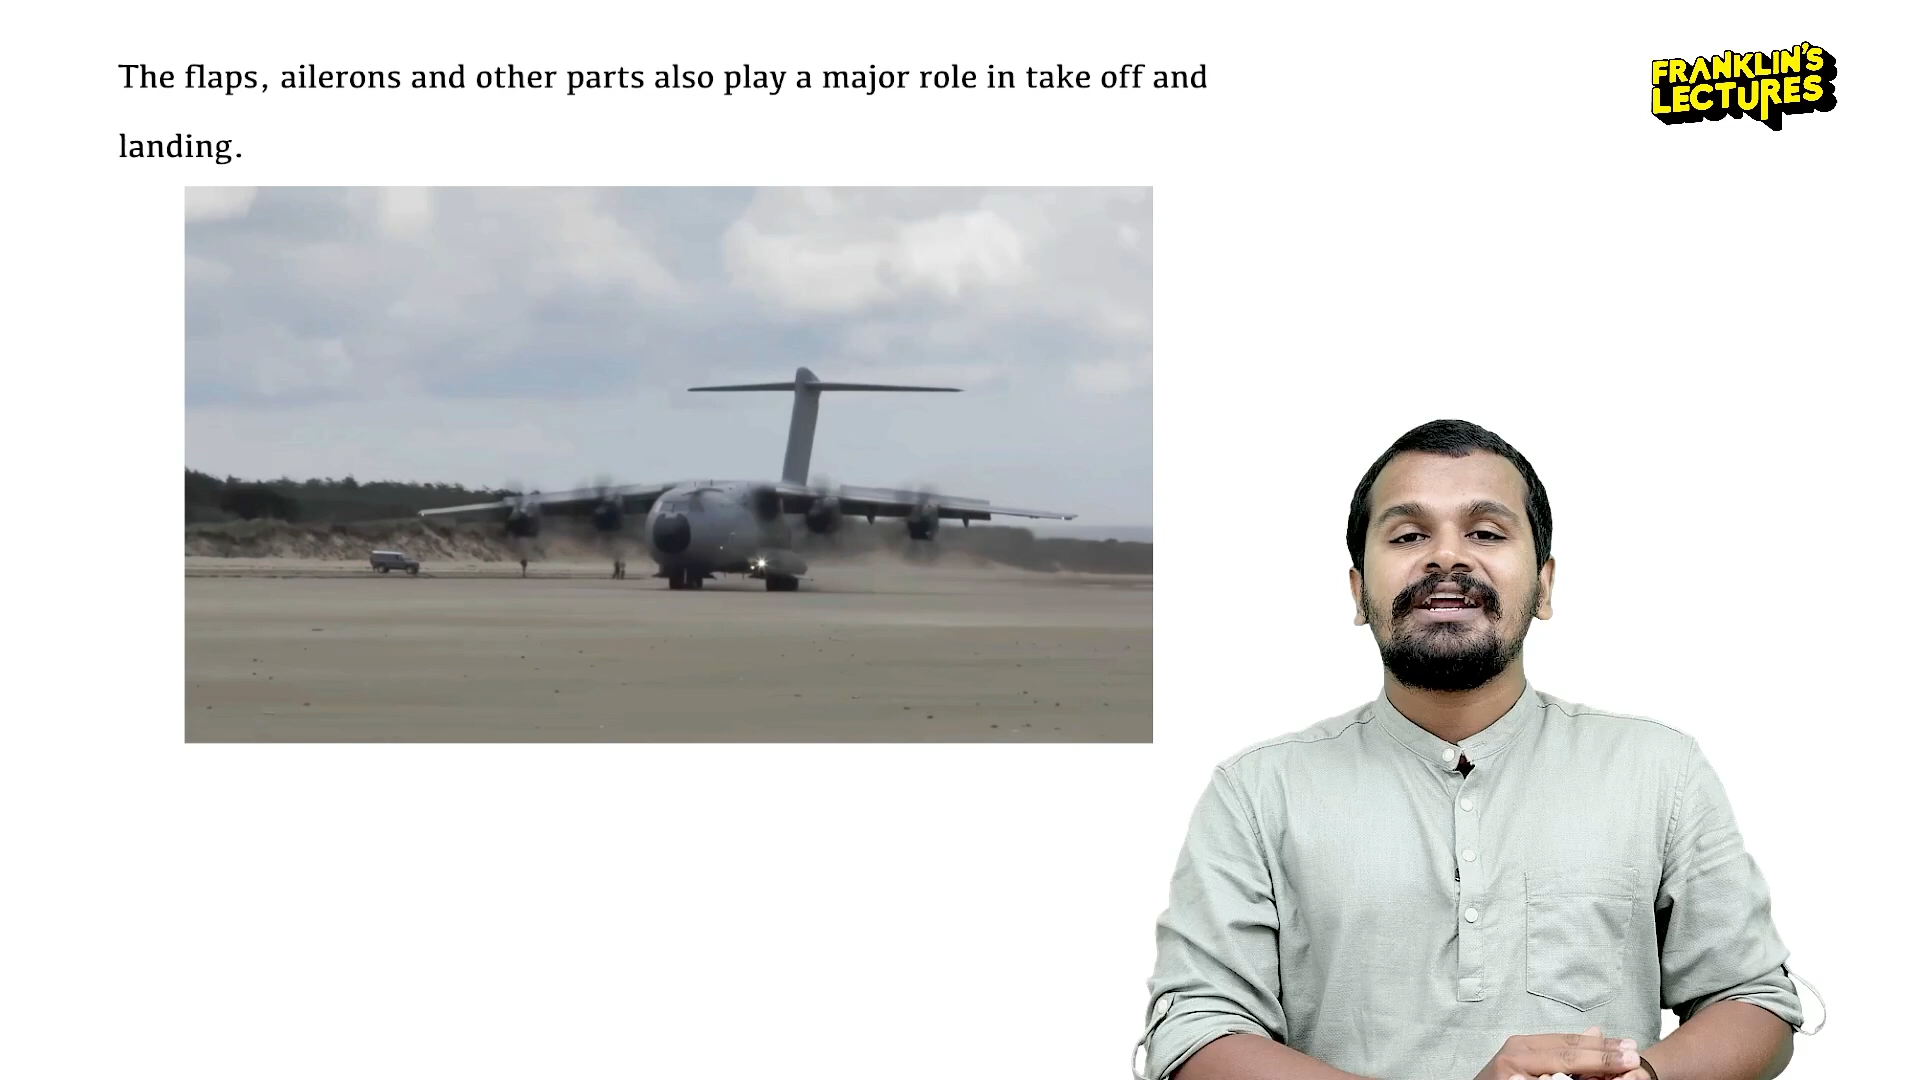 The flaps, ailerons and other parts also play a major role in take off and
landing.
FRANKLIN'S
LECTURES